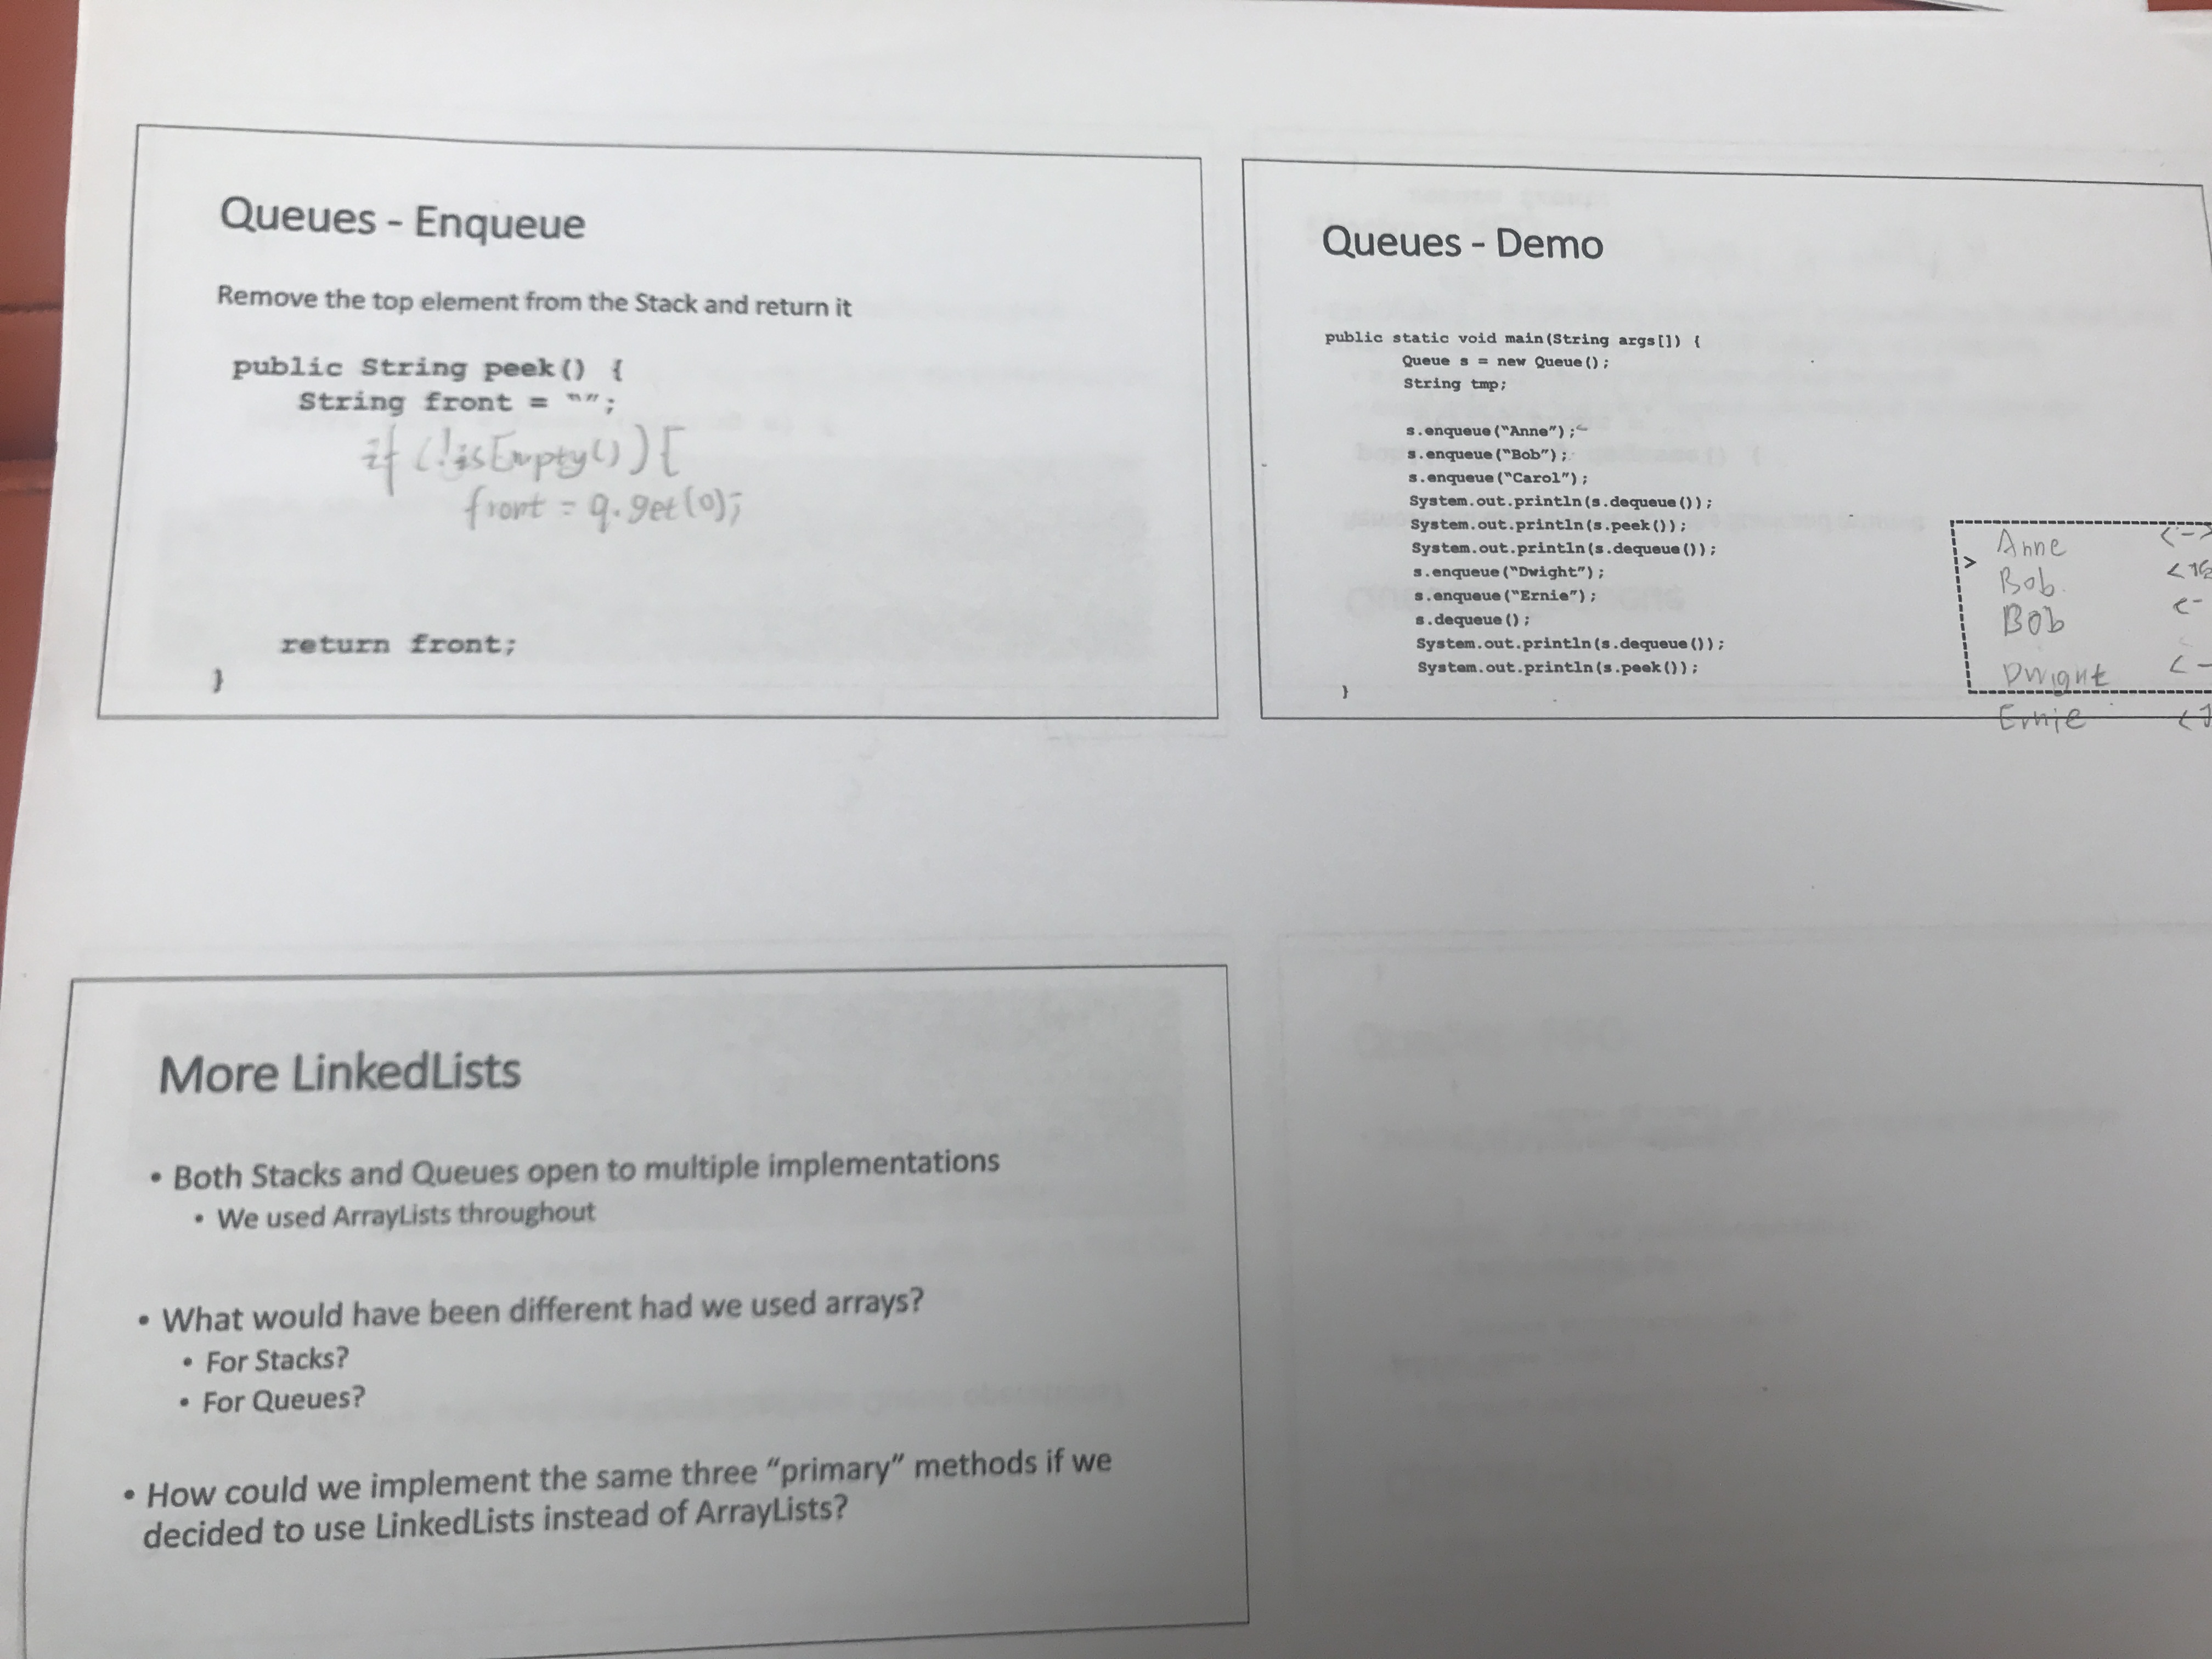 Queues – Enqueue
Remove the top element from the Stack and return it
public String peek() {
String front = "";
if (!isEmpty()) {
front = q.get(0);
return front;
}
Queues – Demo
public static void main(String args[]) {
Queue s = new Queue();
String tmp;
s.enqueue("Anne");
s.enqueue("Bob");
s.enqueue("Carol");
System.out.println(s.dequeue());
System.out.println(s.peek());
System.out.println(s.dequeue());
s.enqueue("Dwight");
s.enqueue("Ernie");
s.dequeue();
System.out.println(s.dequeue());
System.out.println(s.peek());
}
> Anne
Bob.
Bob
Dwight
Ernie
More LinkedLists
• Both Stacks and Queues open to multiple implementations
• We used ArrayLists throughout
• What would have been different had we used arrays?
• For Stacks?
• For Queues?
• How could we implement the same three "primary" methods if we
decided to use LinkedLists instead of ArrayLists?